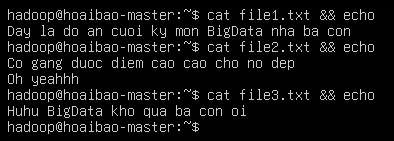 hadoop@hoaibao-master:~$ cat file1.txt && echo
Day la do an cuoi ky mon BigData nha ba con
hadoop@hoaibao-master:~$ cat file2.txt && echo
Co gang duoc diem cao cao cho no dep
Oh yeahhh
hadoop@hoaibao-master:~$ cat file3.txt && echo
Huhu BigData kho qua ba con oi
hadoop@hoaibao-master:~$